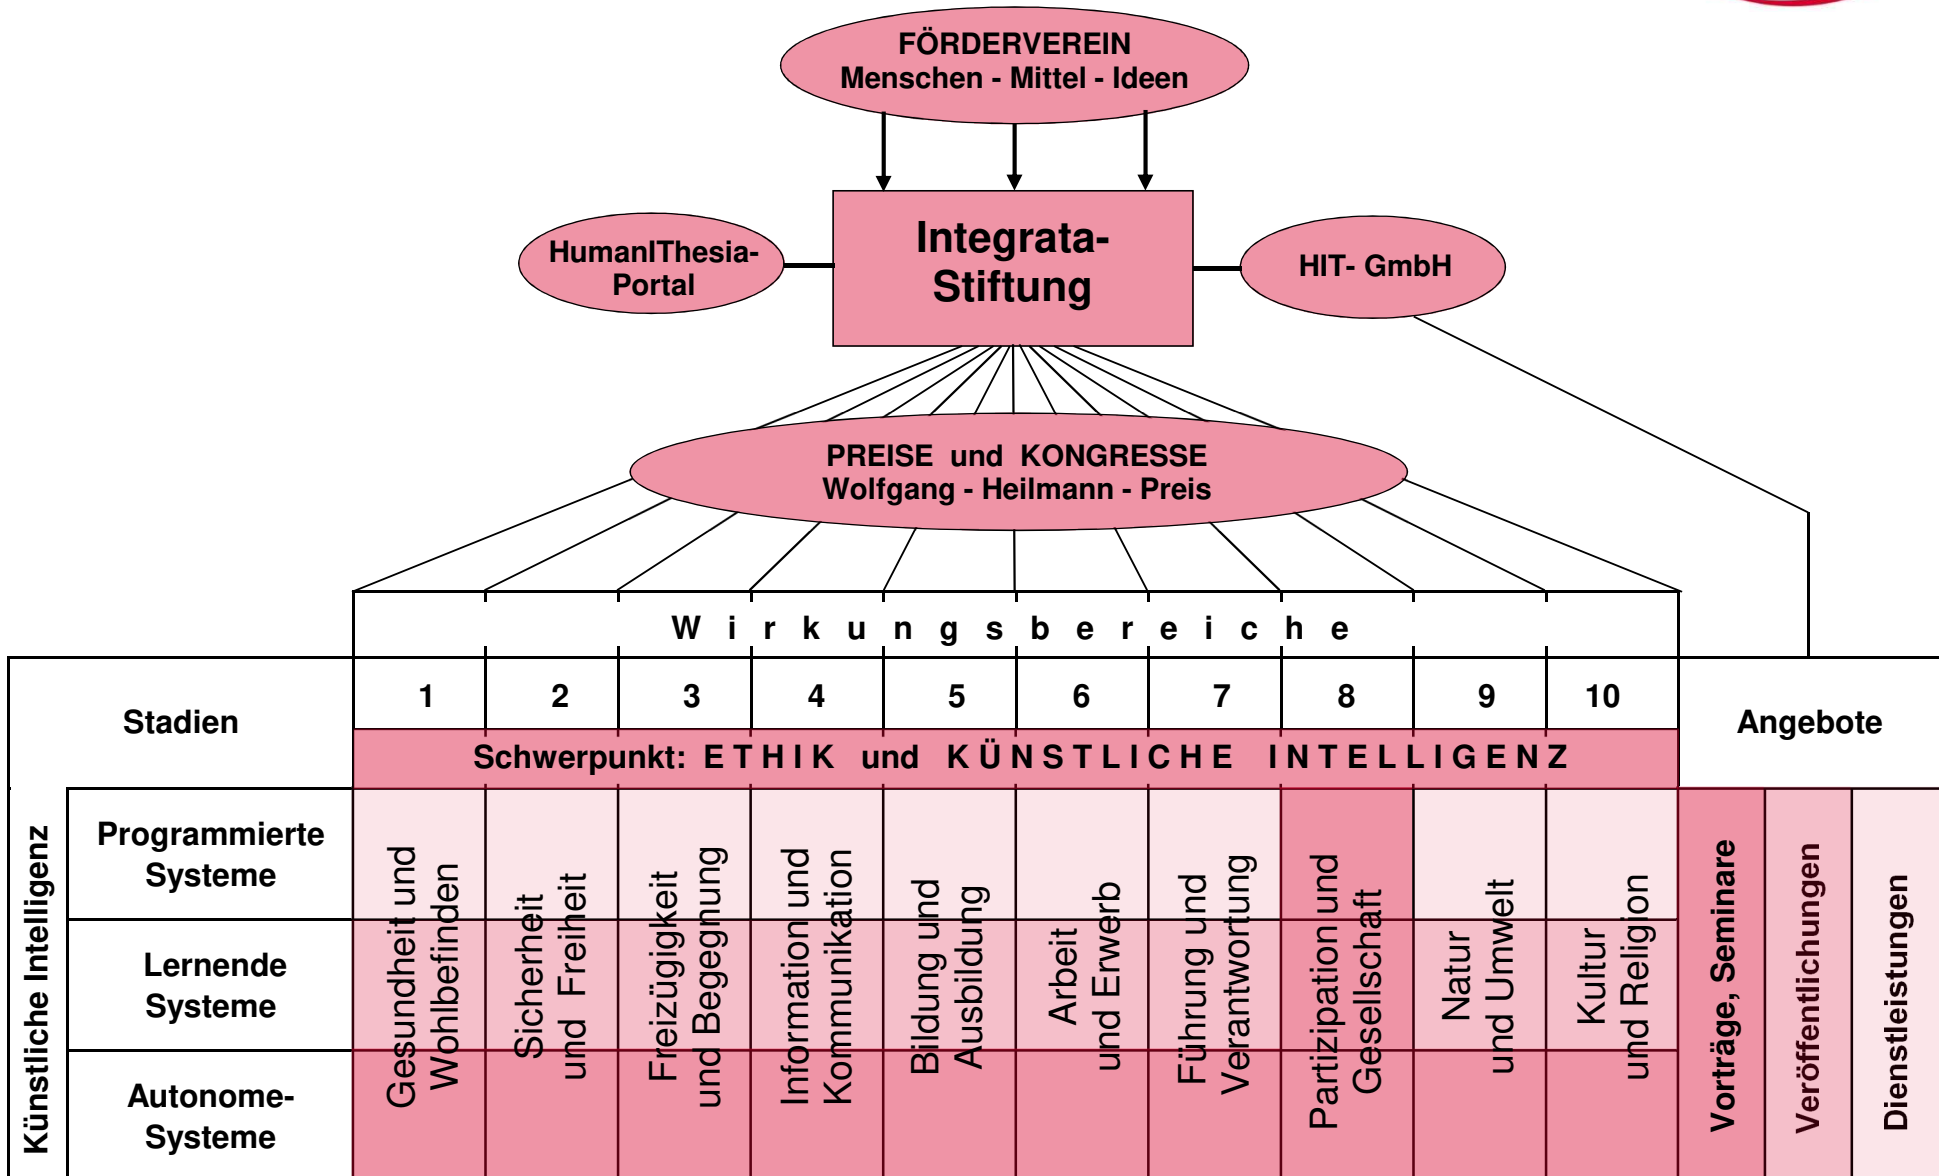 FÖRDERVEREIN
Menschen - Mittel - Ideen
HumanIThesia-
Portal
Integrata-
Stiftung
HIT- GmbH
PREISE und KONGRESSE
Wolfgang - Heilmann - Preis
W i r k u n g s b e r e i c h e
Stadien
1 2 3 4 5 6 7 8 9 10
Angebote
Schwerpunkt: E T H I K und K Ü N S T L I C H E I N T E L L I G E N Z
Künstliche Intelligenz
Programmierte
Systeme
Lernende
Systeme
Autonome-
Systeme
Gesundheit und
Wohlbefinden
Sicherheit
und Freiheit
Freizügigkeit
und Begegnung
Information und
Kommunikation
Bildung und
Ausbildung
Arbeit
und Erwerb
Führung und
Verantwortung
Partizipation und
Gesellschaft
Natur
und Umwelt
Kultur
und Religion
Vorträge, Seminare
Veröffentlichungen
Dienstleistungen